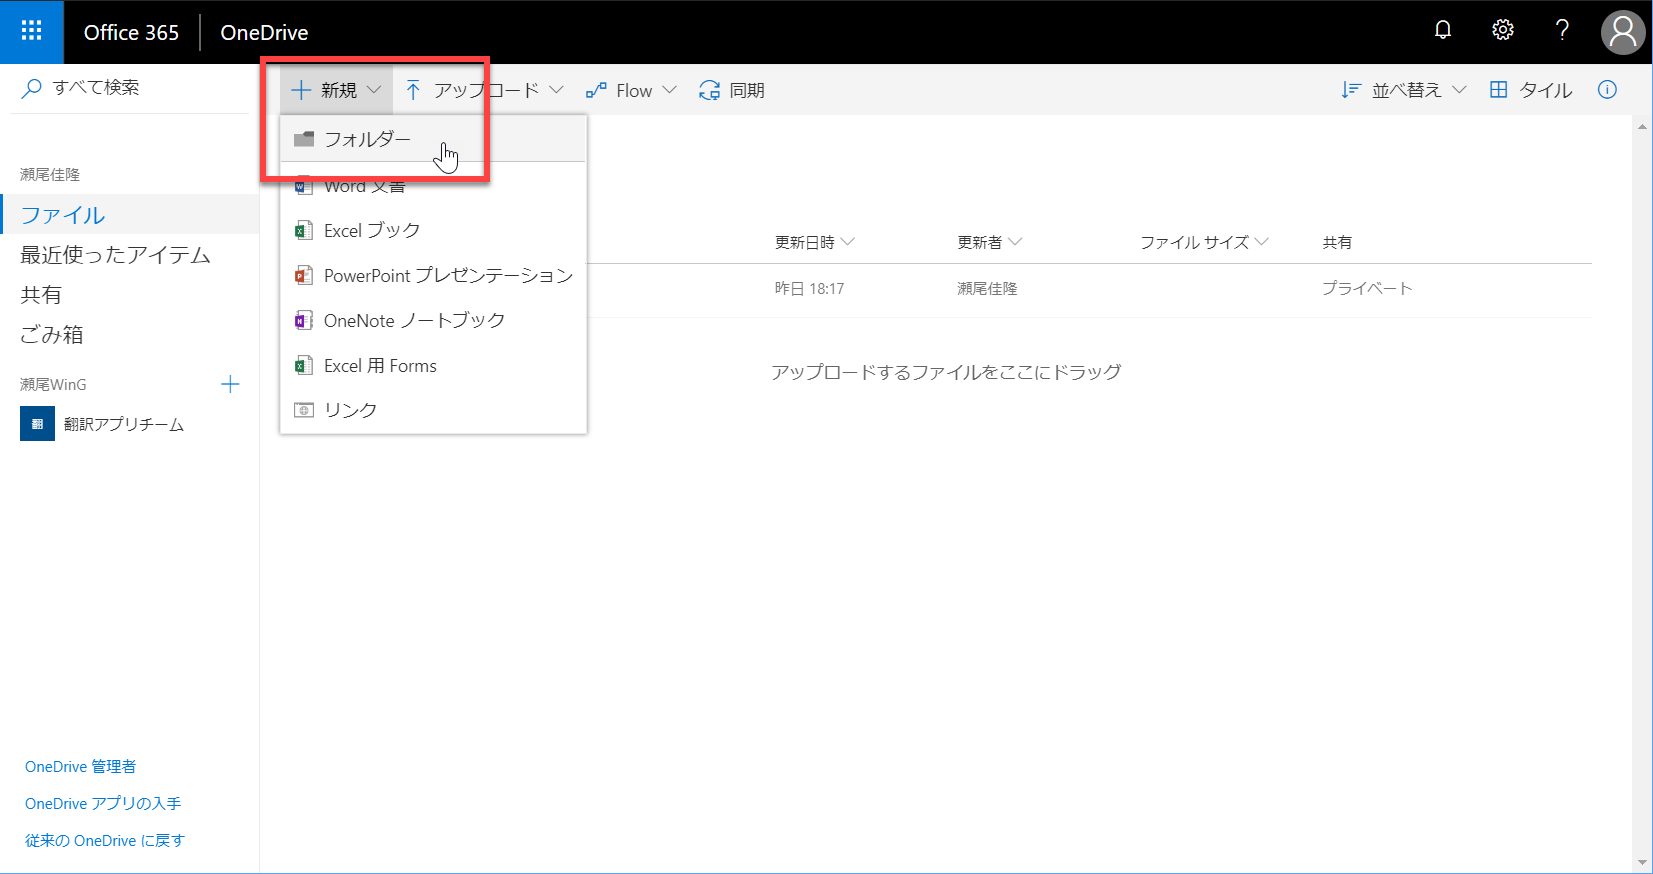 Office 365 OneDrive
すべて検索
新規 アップロード Flow 同期 並べ替え タイル
フォルダー
Word 文書
Excel ブック
PowerPoint プレゼンテーション
OneNote ノートブック
Excel 用 Forms
リンク
瀬尾佳隆
ファイル
最近使ったアイテム
共有
ごみ箱
瀬尾WinG
翻 翻訳アプリチーム
更新日時 更新者 ファイル サイズ 共有
昨日 18:17 瀬尾佳隆 プライベート
アップロードするファイルをここにドラッグ
OneDrive 管理者
OneDrive アプリの入手
従来の OneDrive に戻す